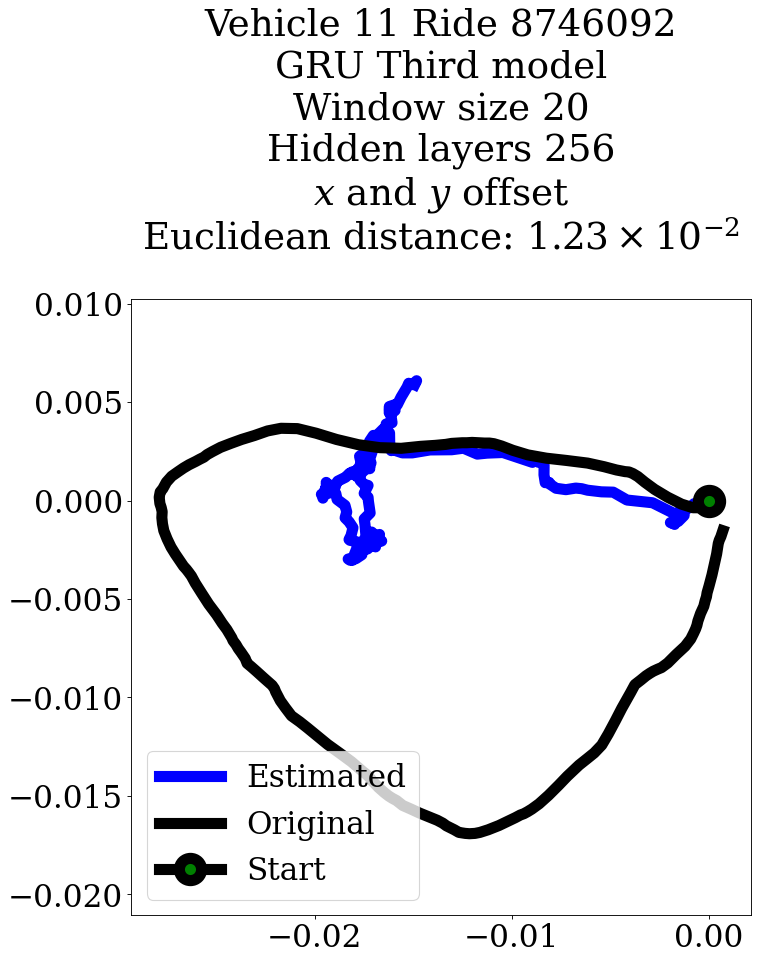 Vehicle 11 Ride 8746092
GRU Third model
Window size 20
Hidden layers 256
x and y offset
Euclidean distance: 1.23 × 10⁻²
0.010
0.005
0.000
−0.005
−0.010
−0.015
−0.020
Estimated
Original
Start
−0.02
−0.01
0.00